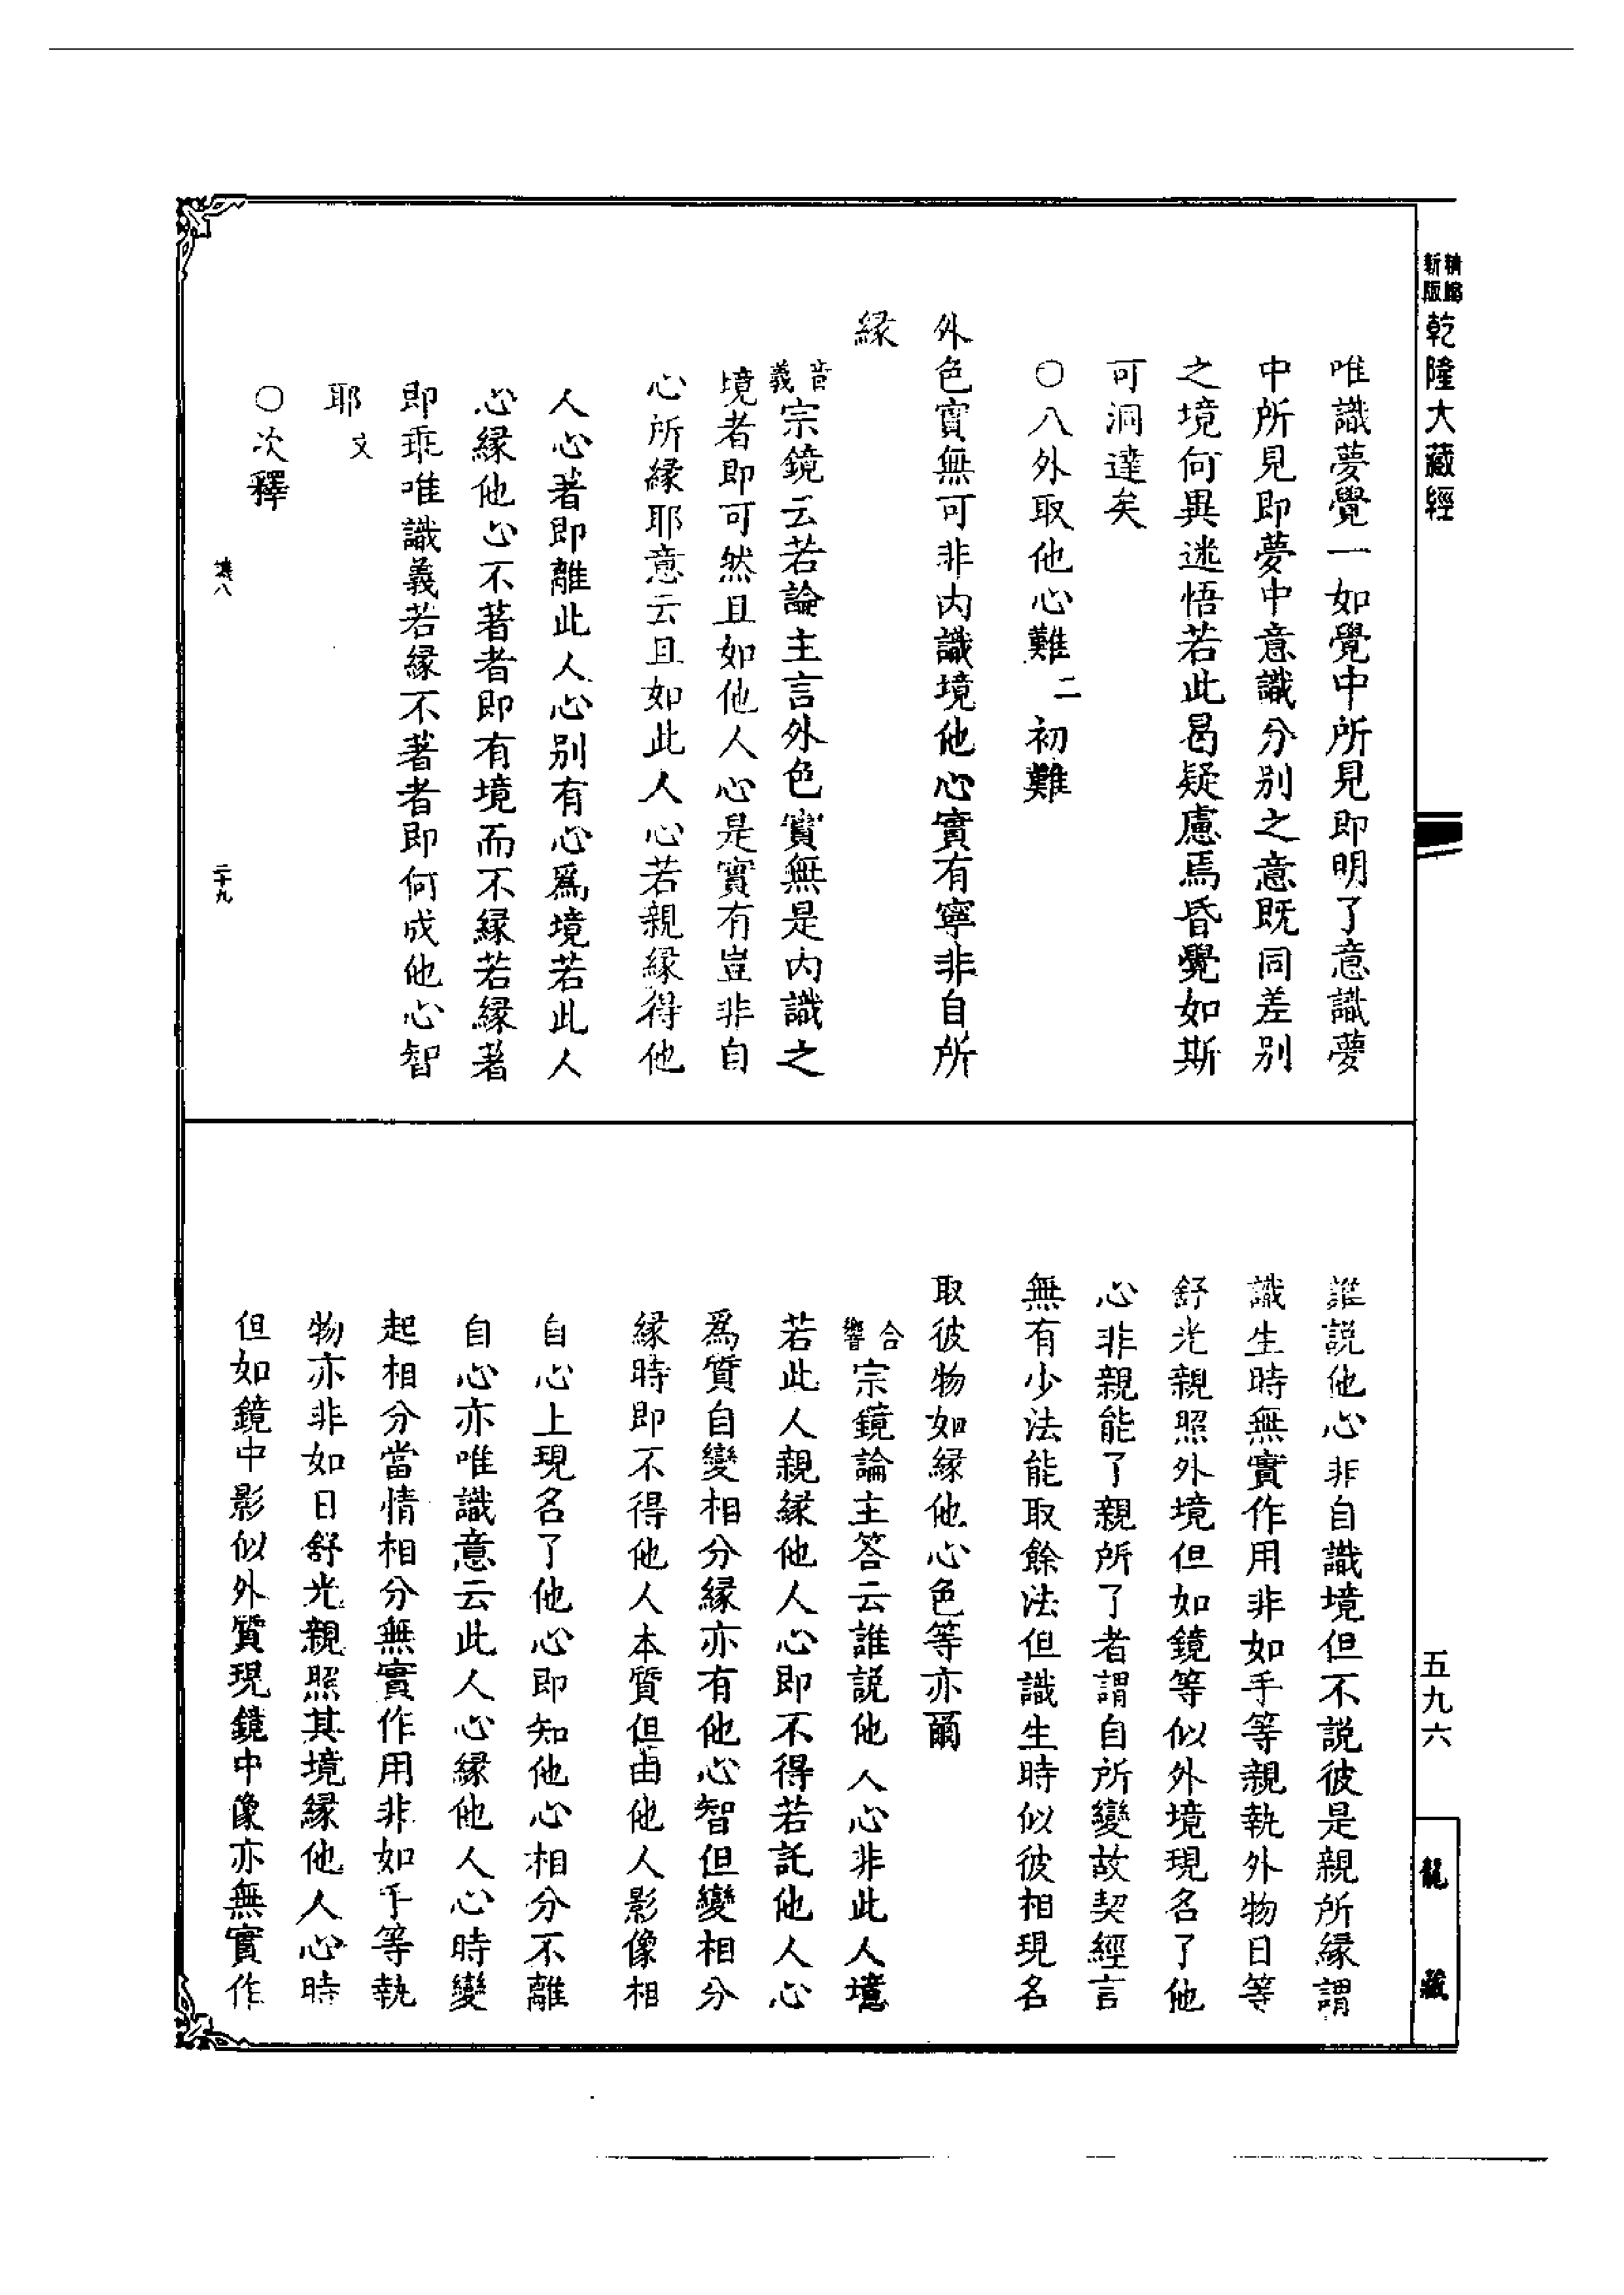 精縮新版乾隆大藏經
唯識夢覺一如覺中所見即明了意識夢
中所見即夢中意識分別之意既同差別
之境何異迷悟若此曷疑慮焉昏覺如斯
可洞達矣
○八外取他心難二初難
外色實無可非内識境他心實有寧非自所
緣
音義宗鏡云若論主言外色實無是内識之
境者即可然且如他人心是實有豈非自
心所緣耶意云且如此人心若親緣得他
人心著即離此人心別有心爲境若此人
心緣他心不著者即有境而不緣若緣著
即乖唯識義若緣不著者即何成他心智
耶文
○次釋
二十九
誰説他心非自識境但不説彼是親所緣謂
識生時無實作用非如手等親執外物日等
舒光親照外境但如鏡等似外境現名了他
心非親能了親所了者謂自所變故契經言
無有少法能取餘法但識生時似彼相現名
取彼物如緣他心色等亦爾
合響宗鏡論主答云誰説他人心非此人境
若此人親緣他人心即不得若託他人心
爲質自變相分緣亦有他心智但變相分
緣時即不得他人本質但由他人影像相
自心上現名了他心即知他心相分不離
自心亦唯識意云此人心緣他人心時變
起相分當情相分無實作用非如手等執
物亦非如日舒光親照其境緣他人心時
但如鏡中影似外質現鏡中像亦無實作
五九六
龍藏